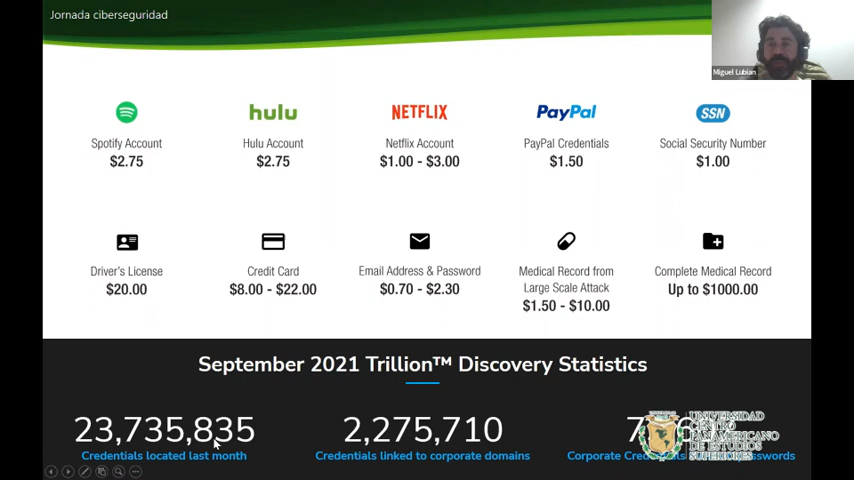 Jornada ciberseguridad
Miguel Lubian
hulu
NETFLIX
PayPal
SSN
Spotify Account
Hulu Account
Netflix Account
PayPal Credentials
Social Security Number
$2.75
$2.75
$1.00 - $3.00
$1.50
$1.00
Driver's License
Credit Card
Email Address & Password
Medical Record from
Large Scale Attack
Complete Medical Record
$20.00
$8.00 - $22.00
$0.70 - $2.30
$1.50 - $10.00
Up to $1000.00
September 2021 Trillion™ Discovery Statistics
23,735,835
Credentials located last month
2,275,710
Credentials linked to corporate domains
Corporate
UNIVERSIDAD
CENTRO
PANAMERICANO
DE ESTUDIOS
SUPERIORES